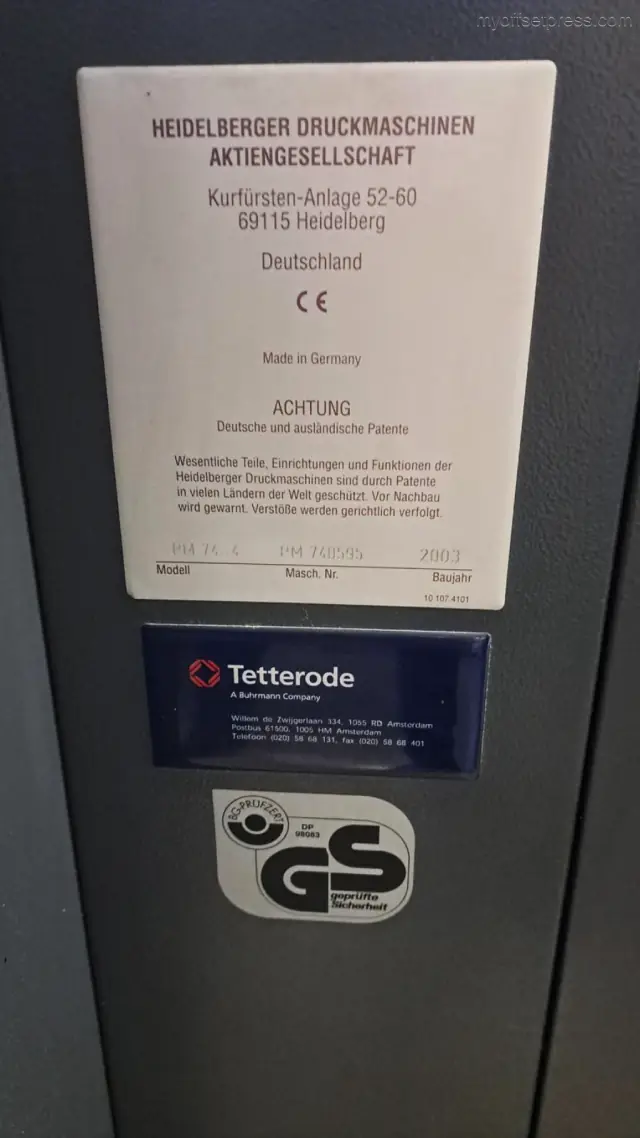 myoffsetpress.com
HEIDELBERGER DRUCKMASCHINEN
AKTIENGESELLSCHAFT
Kurfürsten-Anlage 52-60
69115 Heidelberg
Deutschland
CE
Made in Germany
ACHTUNG
Deutsche und ausländische Patente
Wesentliche Teile, Einrichtungen und Funktionen der
Heidelberger Druckmaschinen sind durch Patente
in vielen Ländern der Welt geschützt. Vor Nachbau
wird gewarnt. Verstöße werden gerichtlich verfolgt.
PM 74 4 PM 740595 2003
Modell Masch. Nr. Baujahr
10 107 4101
Tetterode
A Buhrmann Company
Willem de Zwijgerlaan 334, 1055 RD Amsterdam
Postbus 61500, 1005 HM Amsterdam
Telefoon (020) 58 68 131, fax (020) 58 68 401
BG-PRÜFZERT
DP
98083
GS
geprüfte
Sicherheit